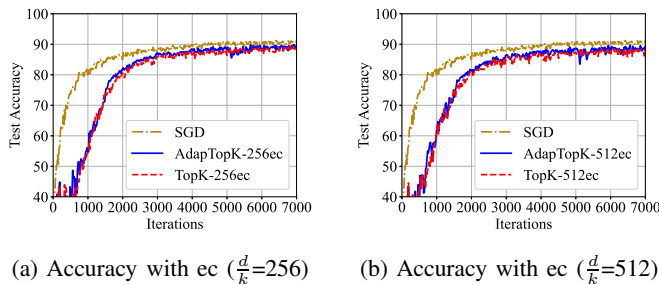 100
90
80
70
60
50
40
Test Accuracy
SGD
AdapTopK-256ec
TopK-256ec
0 1000 2000 3000 4000 5000 6000 7000
Iterations
(a) Accuracy with ec (d/k=256)
100
90
80
70
60
50
40
Test Accuracy
SGD
AdapTopK-512ec
TopK-512ec
0 1000 2000 3000 4000 5000 6000 7000
Iterations
(b) Accuracy with ec (d/k=512)